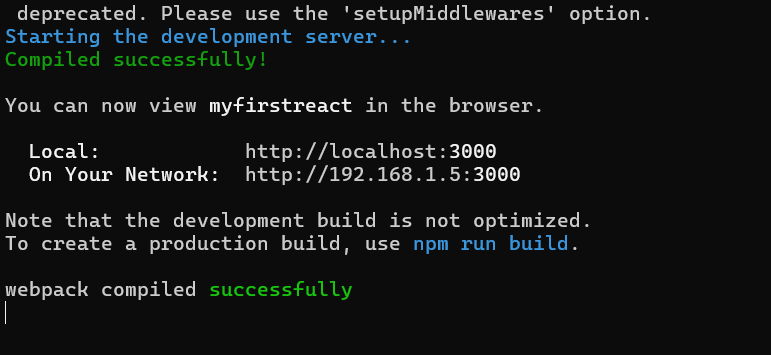 deprecated. Please use the 'setupMiddlewares' option.
Starting the development server...
Compiled successfully!
You can now view myfirstreact in the browser.
Local: http://localhost:3000
On Your Network: http://192.168.1.5:3000
Note that the development build is not optimized.
To create a production build, use npm run build.
webpack compiled successfully